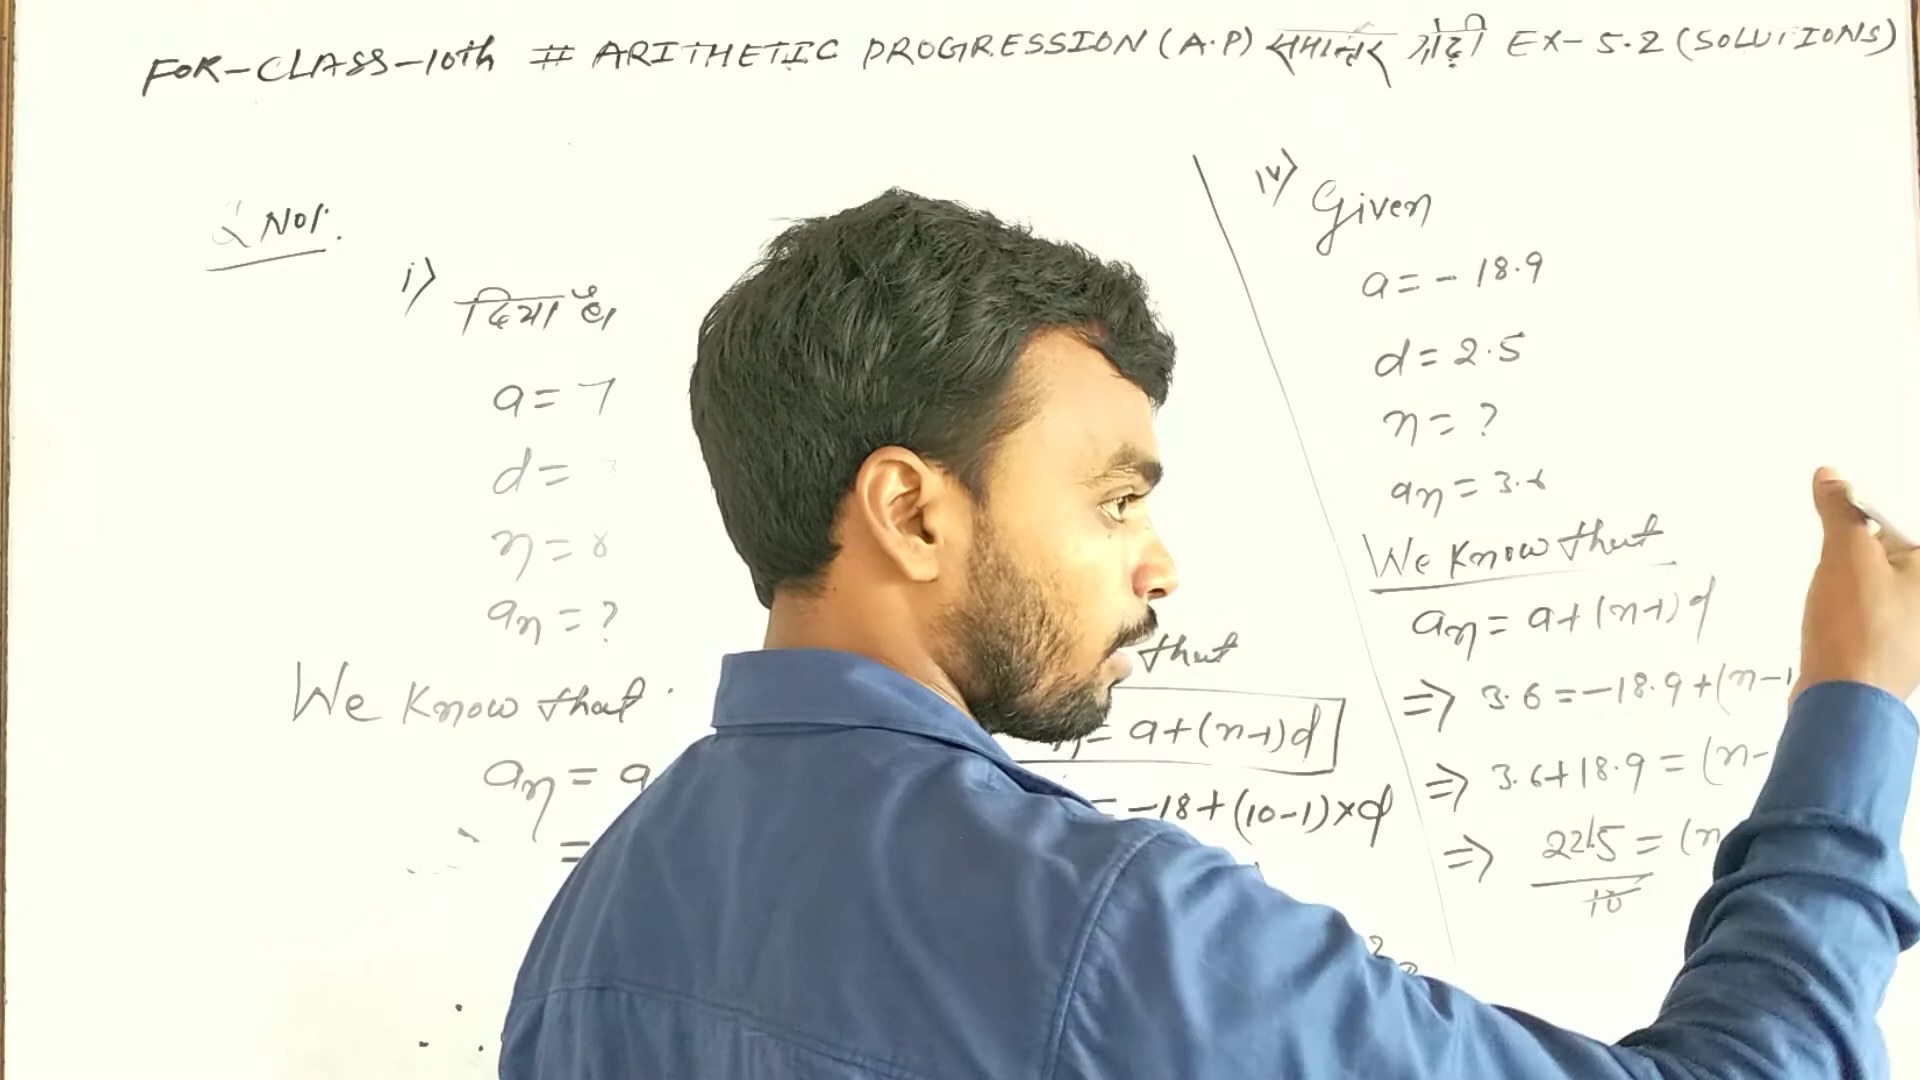 FOR-CLASS-10th # ARITHETIC PROGRESSION (A.P) समान्तर श्रेढ़ी EX-5.2 (SOLUTIONS)
Q No1.
i) दिया है,
a = 7
d = 3
n = 8
an = ?
We Know that
an = a
=
that
n = a+(n-1)d
= -18+(10-1)×d
iv) Given
a = -18.9
d = 2.5
n = ?
an = 3.6
We Know that
an = a+(n-1)d
=> 3.6 = -18.9+(n-1
=> 3.6+18.9 = (n-
=> 225 = (n
10